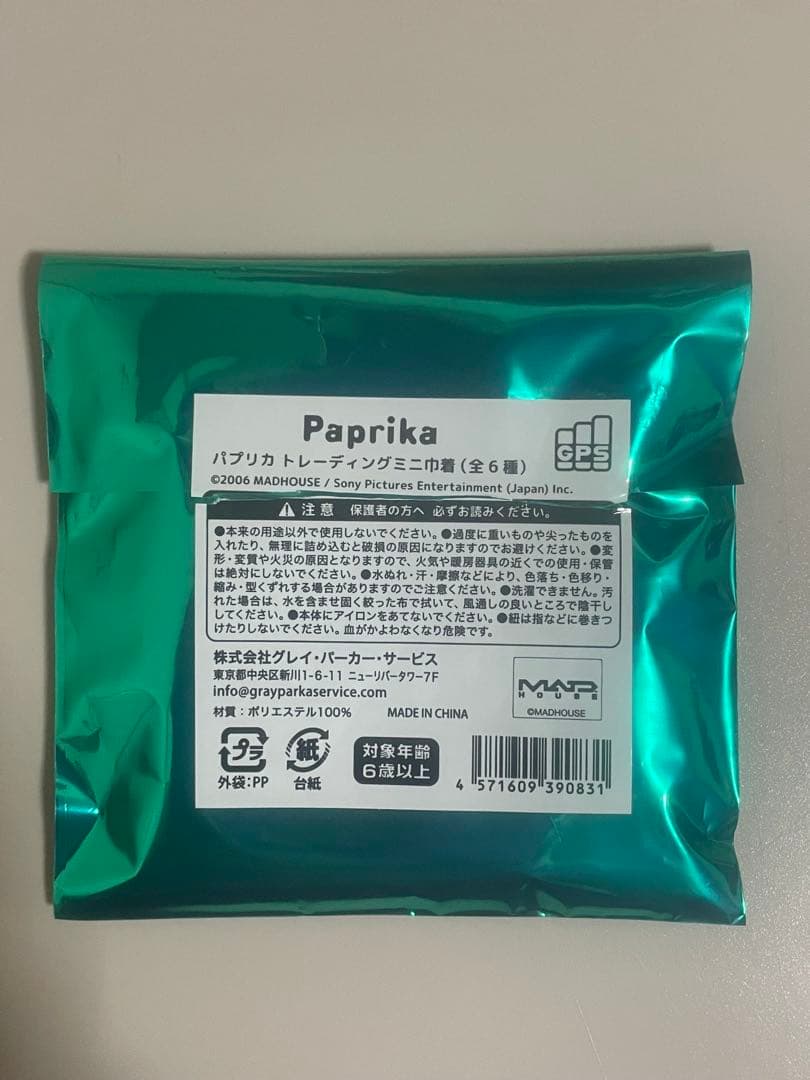 Paprika
パプリカ トレーディングミニ巾着(全6種)
GPS
©2006 MADHOUSE / Sony Pictures Entertainment (Japan) Inc.
注意 保護者の方へ 必ずお読みください。
●本来の用途以外で使用しないでください。●過度に重いものや尖ったものを
入れたり、無理に詰め込むと破損の原因になりますのでお避けください。●変
形・変質や火災の原因となりますので、火気や暖房器具の近くでの使用・保管
は絶対にしないでください。●水ぬれ・汗・摩擦などにより、色落ち・色移り・
縮み・型くずれする場合がありますのでご注意ください。●洗濯できません。汚
れた場合は、水を含ませ固く絞った布で拭いて、風通しの良いところで陰干し
してください。●本体にアイロンをあてないでください。●紐は指などに巻きつ
けたりしないでください。血がかよわなくなり危険です。
株式会社グレイ・パーカー・サービス
東京都中央区新川1-6-11 ニューリバータワー7F
info@grayparkaservice.com
材質:ポリエステル100% MADE IN CHINA
MAD
HOUSE
©MADHOUSE
プラ
外袋:PP
紙
台紙
対象年齢
6歳以上
4 571609 390831